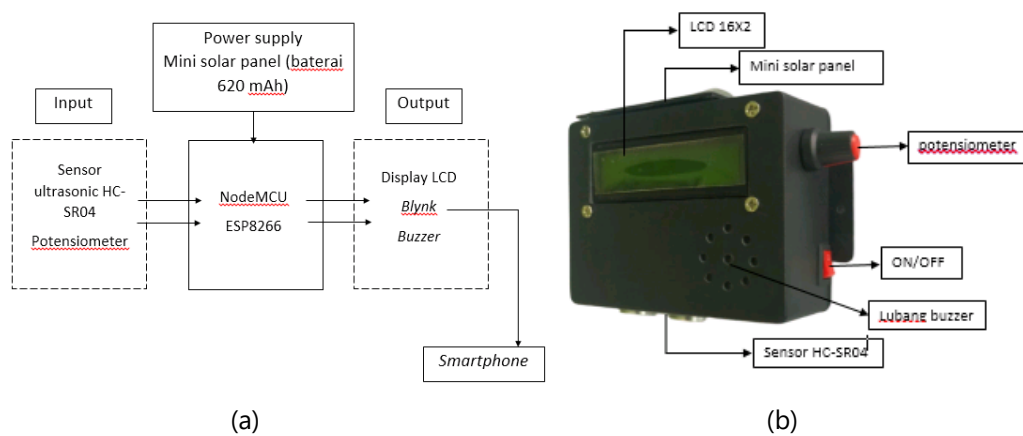 Power supply
Mini solar panel (baterai
620 mAh)
Input
Output
Sensor
ultrasonic HC-
SR04
Potensiometer
NodeMCU
ESP8266
Display LCD
Blynk
Buzzer
Smartphone
(a)
LCD 16X2
Mini solar panel
potensiometer
ON/OFF
Lubang buzzer
Sensor HC-SR04
(b)